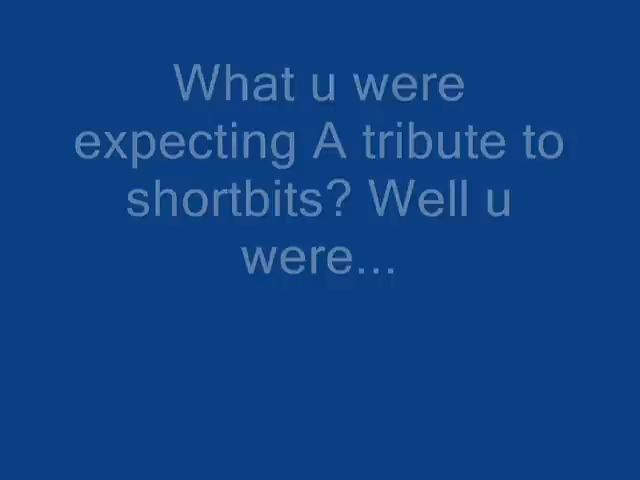 What u were
expecting A tribute to
shortbits? Well u
were...